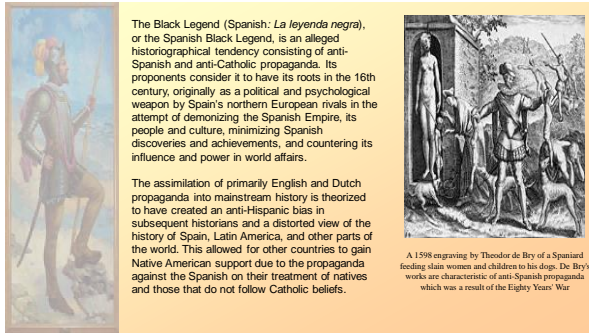 The Black Legend (Spanish: La leyenda negra),
or the Spanish Black Legend, is an alleged
historiographical tendency consisting of anti-
Spanish and anti-Catholic propaganda. Its
proponents consider it to have its roots in the 16th
century, originally as a political and psychological
weapon by Spain's northern European rivals in the
attempt of demonizing the Spanish Empire, its
people and culture, minimizing Spanish
discoveries and achievements, and countering its
influence and power in world affairs.
The assimilation of primarily English and Dutch
propaganda into mainstream history is theorized
to have created an anti-Hispanic bias in
subsequent historians and a distorted view of the
history of Spain, Latin America, and other parts of
the world. This allowed for other countries to gain
Native American support due to the propaganda
against the Spanish on their treatment of natives
and those that do not follow Catholic beliefs.
A 1598 engraving by Theodor de Bry of a Spaniard
feeding slain women and children to his dogs. De Bry's
works are characteristic of anti-Spanish propaganda
which was a result of the Eighty Years' War